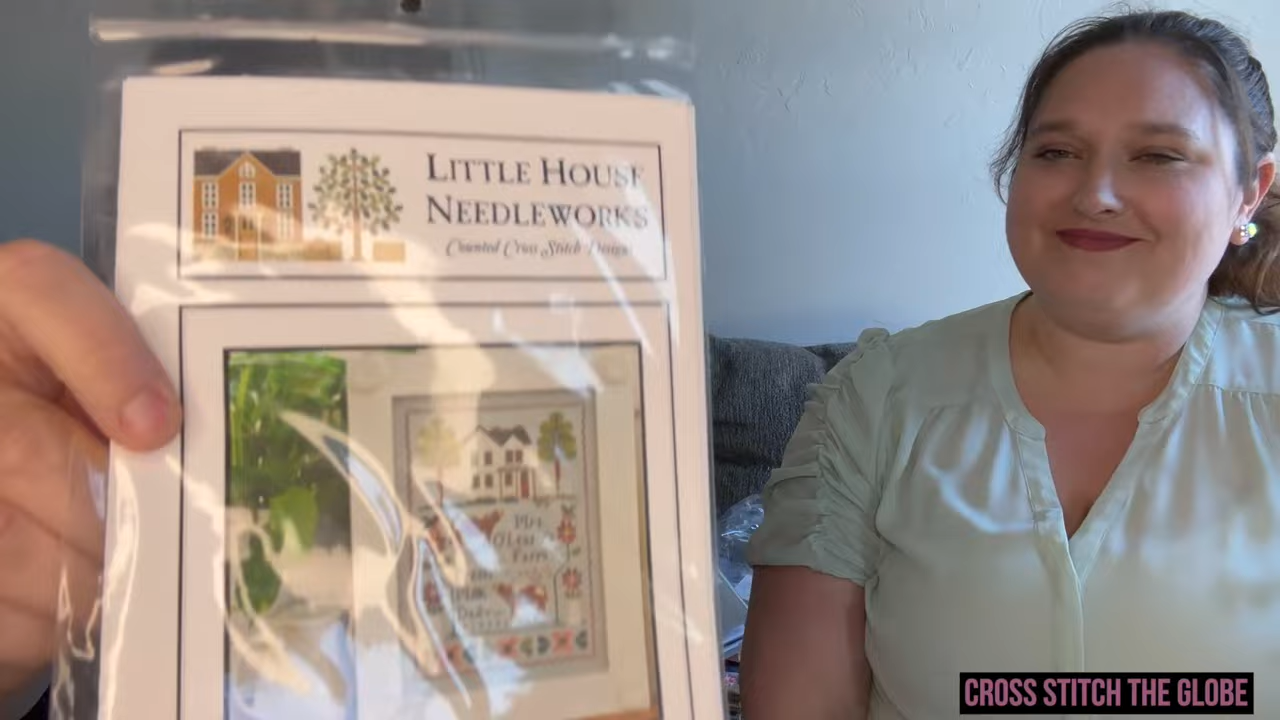 LITTLE HOUSE
NEEDLEWORKS
Counted Cross Stitch Designs
CROSS STITCH THE GLOBE